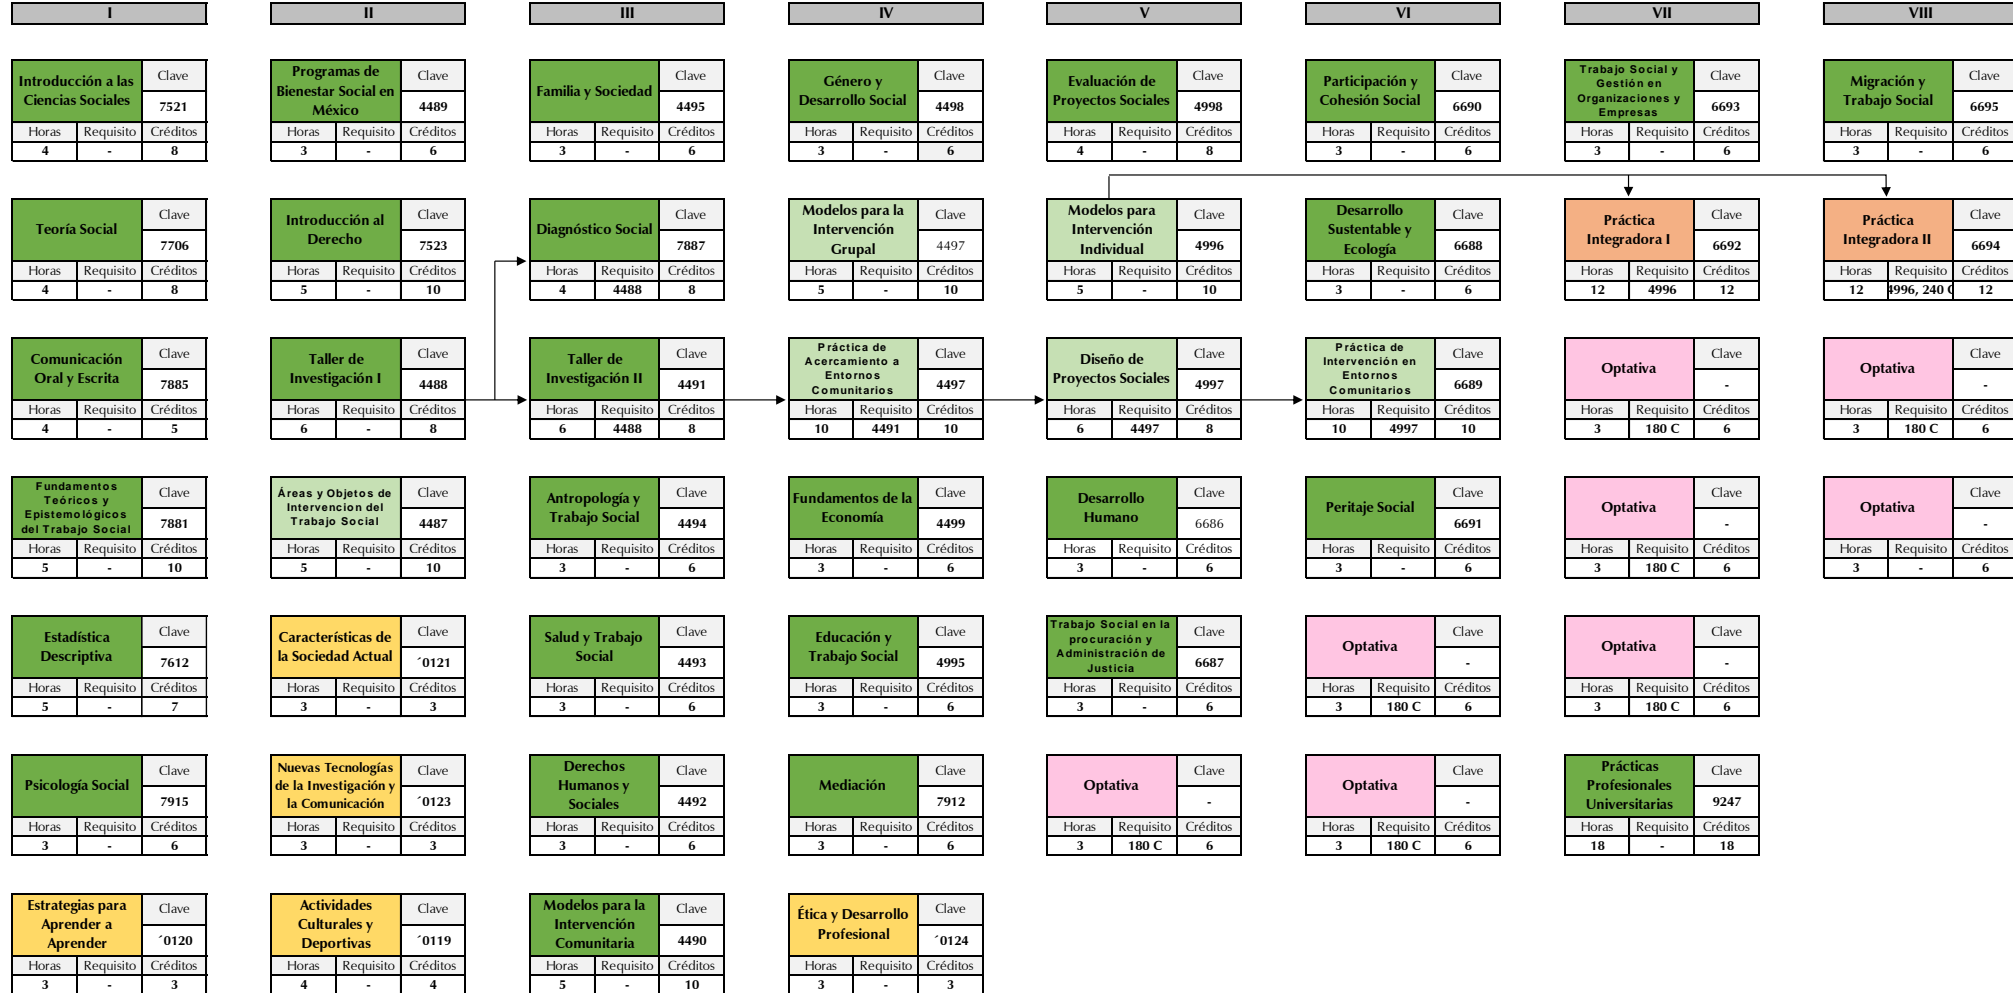 I
II
III
IV
V
VI
VII
VIII
Introducción a las
Ciencias Sociales
Clave
7521
Horas Requisito Créditos
4 - 8
Programas de
Bienestar Social en
México
Clave
4489
Horas Requisito Créditos
3 - 6
Familia y Sociedad
Clave
4495
Horas Requisito Créditos
3 - 6
Género y
Desarrollo Social
Clave
4498
Horas Requisito Créditos
3 - 6
Evaluación de
Proyectos Sociales
Clave
4998
Horas Requisito Créditos
4 - 8
Participación y
Cohesión Social
Clave
6690
Horas Requisito Créditos
3 - 6
Trabajo Social y
Gestión en
Organizaciones y
Empresas
Clave
6693
Horas Requisito Créditos
3 - 6
Migración y
Trabajo Social
Clave
6695
Horas Requisito Créditos
3 - 6
Teoría Social
Clave
7706
Horas Requisito Créditos
4 - 8
Introducción al
Derecho
Clave
7523
Horas Requisito Créditos
5 - 10
Diagnóstico Social
Clave
7887
Horas Requisito Créditos
4 4488 8
Modelos para la
Intervención
Grupal
Clave
4497
Horas Requisito Créditos
5 - 10
Modelos para
Intervención
Individual
Clave
4996
Horas Requisito Créditos
5 - 10
Desarrollo
Sustentable y
Ecología
Clave
6688
Horas Requisito Créditos
3 - 6
Práctica
Integradora I
Clave
6692
Horas Requisito Créditos
12 4996 12
Práctica
Integradora II
Clave
6694
Horas Requisito Créditos
12 4996, 240 C 12
Comunicación
Oral y Escrita
Clave
7885
Horas Requisito Créditos
4 - 5
Taller de
Investigación I
Clave
4488
Horas Requisito Créditos
6 - 8
Taller de
Investigación II
Clave
4491
Horas Requisito Créditos
6 4488 8
Práctica de
Acercamiento a
Entornos
Comunitarios
Clave
4497
Horas Requisito Créditos
10 4491 10
Diseño de
Proyectos Sociales
Clave
4997
Horas Requisito Créditos
6 4497 8
Práctica de
Intervención en
Entornos
Comunitarios
Clave
6689
Horas Requisito Créditos
10 4997 10
Optativa
Clave
-
Horas Requisito Créditos
3 180 C 6
Optativa
Clave
-
Horas Requisito Créditos
3 180 C 6
Fundamentos
Teóricos y
Epistemológicos
del Trabajo Social
Clave
7881
Horas Requisito Créditos
5 - 10
Áreas y Objetos de
Intervencion del
Trabajo Social
Clave
4487
Horas Requisito Créditos
5 - 10
Antropología y
Trabajo Social
Clave
4494
Horas Requisito Créditos
3 - 6
Fundamentos de la
Economía
Clave
4499
Horas Requisito Créditos
3 - 6
Desarrollo
Humano
Clave
6686
Horas Requisito Créditos
3 - 6
Peritaje Social
Clave
6691
Horas Requisito Créditos
3 - 6
Optativa
Clave
-
Horas Requisito Créditos
3 180 C 6
Optativa
Clave
-
Horas Requisito Créditos
3 - 6
Estadística
Descriptiva
Clave
7612
Horas Requisito Créditos
5 - 7
Características de
la Sociedad Actual
Clave
´0121
Horas Requisito Créditos
3 - 3
Salud y Trabajo
Social
Clave
4493
Horas Requisito Créditos
3 - 6
Educación y
Trabajo Social
Clave
4995
Horas Requisito Créditos
3 - 6
Trabajo Social en la
procuración y
Administración de
Justicia
Clave
6687
Horas Requisito Créditos
3 - 6
Optativa
Clave
-
Horas Requisito Créditos
3 180 C 6
Optativa
Clave
-
Horas Requisito Créditos
3 180 C 6
Psicología Social
Clave
7915
Horas Requisito Créditos
3 - 6
Nuevas Tecnologías
de la Investigación y
la Comunicación
Clave
´0123
Horas Requisito Créditos
3 - 3
Derechos
Humanos y
Sociales
Clave
4492
Horas Requisito Créditos
3 - 6
Mediación
Clave
7912
Horas Requisito Créditos
3 - 6
Optativa
Clave
-
Horas Requisito Créditos
3 180 C 6
Optativa
Clave
-
Horas Requisito Créditos
3 180 C 6
Prácticas
Profesionales
Universitarias
Clave
9247
Horas Requisito Créditos
18 - 18
Estrategias para
Aprender a
Aprender
Clave
´0120
Horas Requisito Créditos
3 - 3
Actividades
Culturales y
Deportivas
Clave
´0119
Horas Requisito Créditos
4 - 4
Modelos para la
Intervención
Comunitaria
Clave
4490
Horas Requisito Créditos
5 - 10
Ética y Desarrollo
Profesional
Clave
´0124
Horas Requisito Créditos
3 - 3